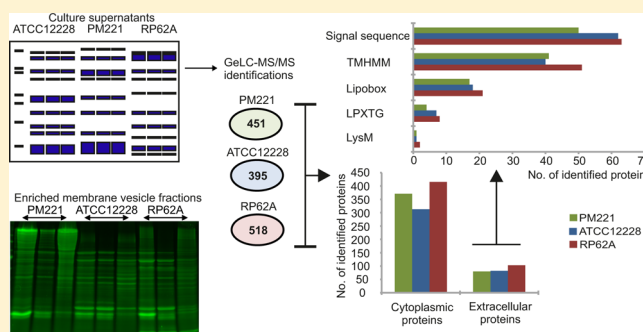 Culture supernatants
ATCC12228 PM221 RP62A
GeLC-MS/MS
identifications
PM221
451
ATCC12228
395
RP62A
518
Enriched membrane vesicle fractions
PM221 ATCC12228 RP62A
Signal sequence
TMHMM
Lipobox
LPXTG
LysM
0 10 20 30 40 50 60 70
No. of identified proteins
450
400
350
300
250
200
150
100
50
0
No. of identified proteins
Cytoplasmic
proteins
Extracellular
proteins
PM221
ATCC12228
RP62A